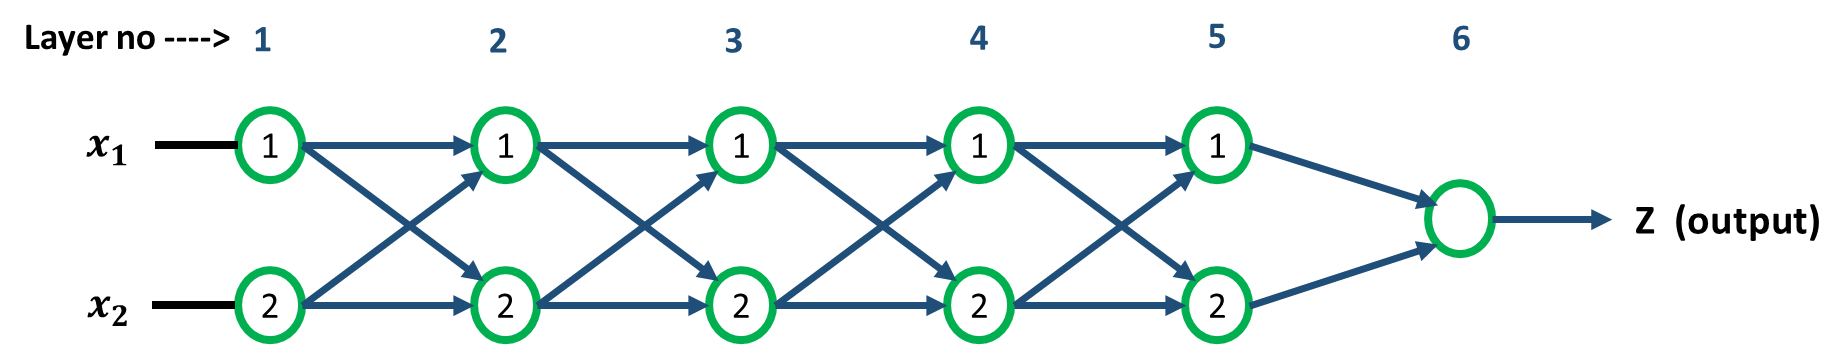 Layer no ----> 1 2 3 4 5 6
x₁ 1 1 1 1 1
Z (output)
x₂ 2 2 2 2 2